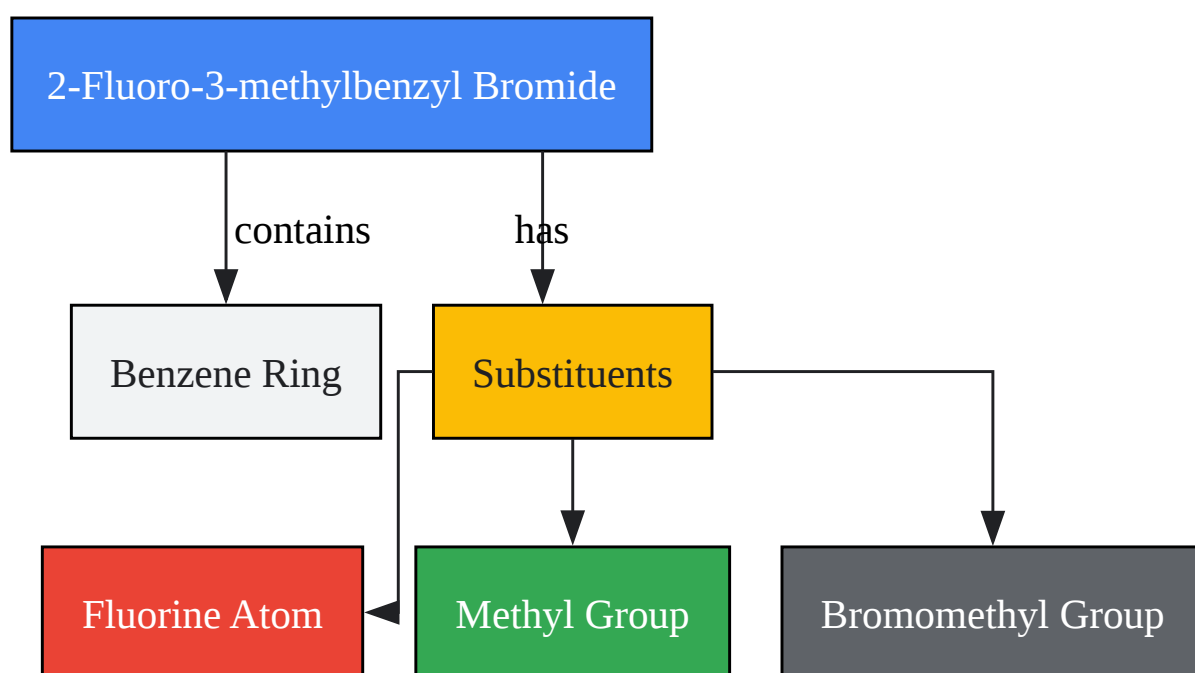 2-Fluoro-3-methylbenzyl Bromide
contains
has
Benzene Ring
Substituents
Fluorine Atom
Methyl Group
Bromomethyl Group